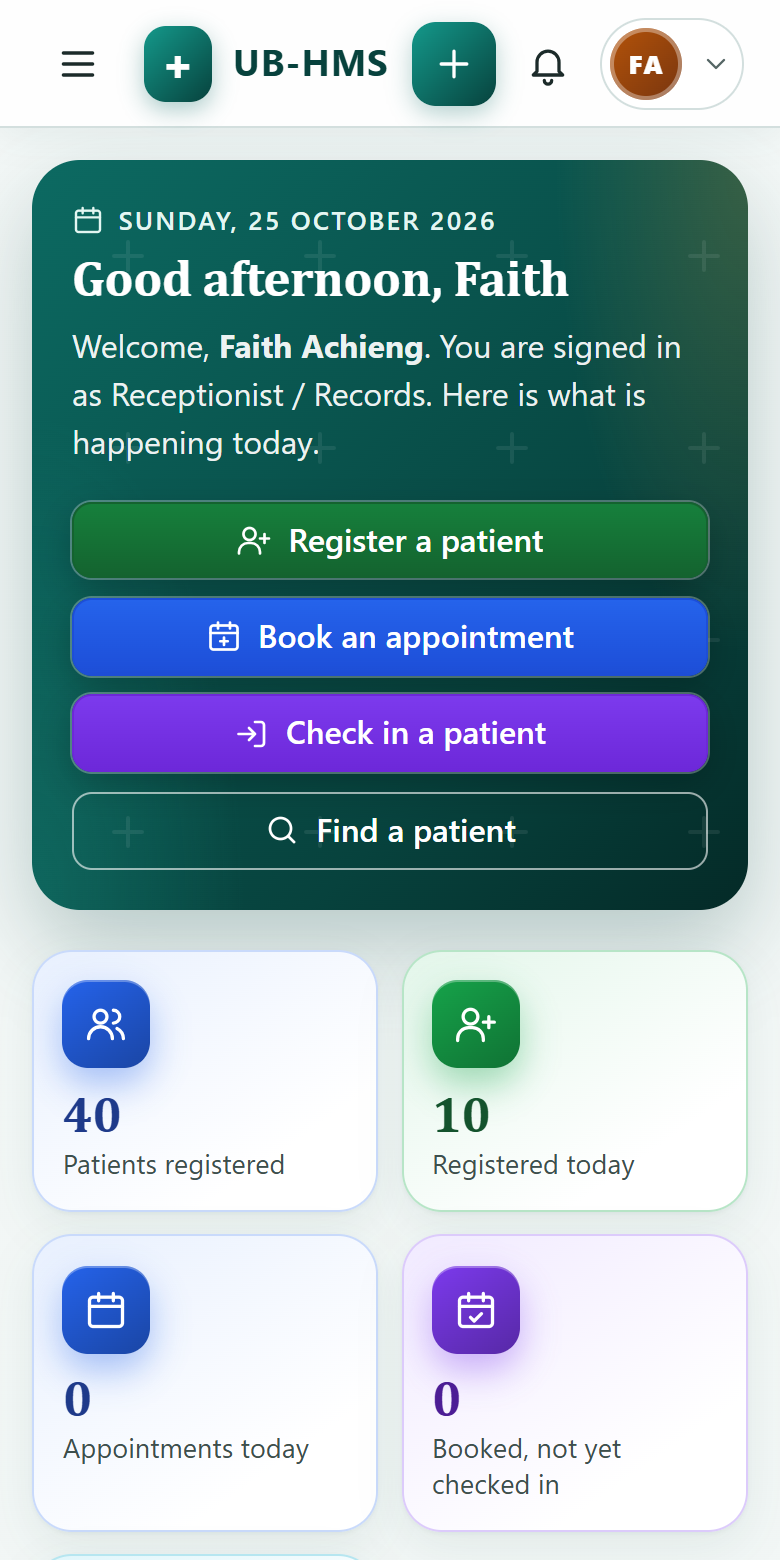 UB-HMS
FA
SUNDAY, 25 OCTOBER 2026
Good afternoon, Faith
Welcome, Faith Achieng. You are signed in
as Receptionist / Records. Here is what is
happening today.
Register a patient
Book an appointment
Check in a patient
Find a patient
40
Patients registered
10
Registered today
0
Appointments today
0
Booked, not yet
checked in